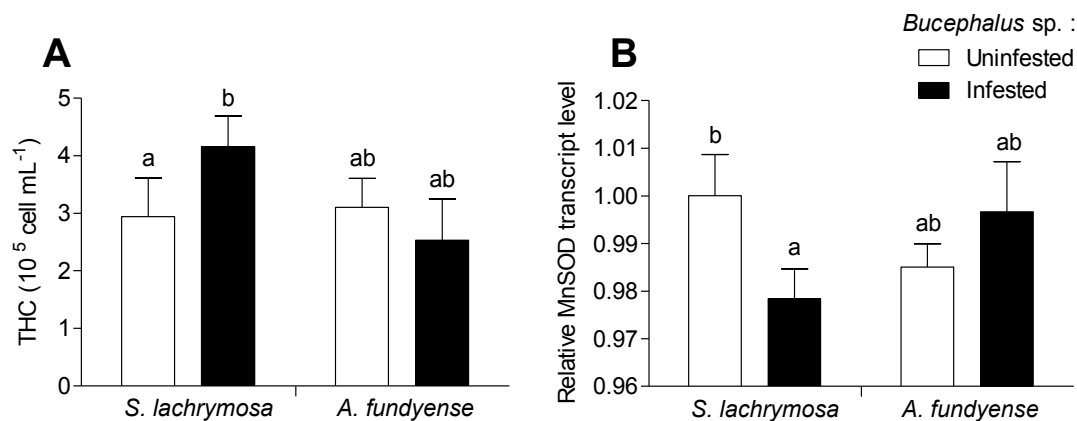 Bucephalus sp. :
Uninfested
Infested
A
THC (10 5 cell mL-1)
5
4
3
2
1
0
a
b
ab
ab
S. lachrymosa
A. fundyense
B
Relative MnSOD transcript level
1.02
1.01
1.00
0.99
0.98
0.97
0.96
b
a
ab
ab
S. lachrymosa
A. fundyense